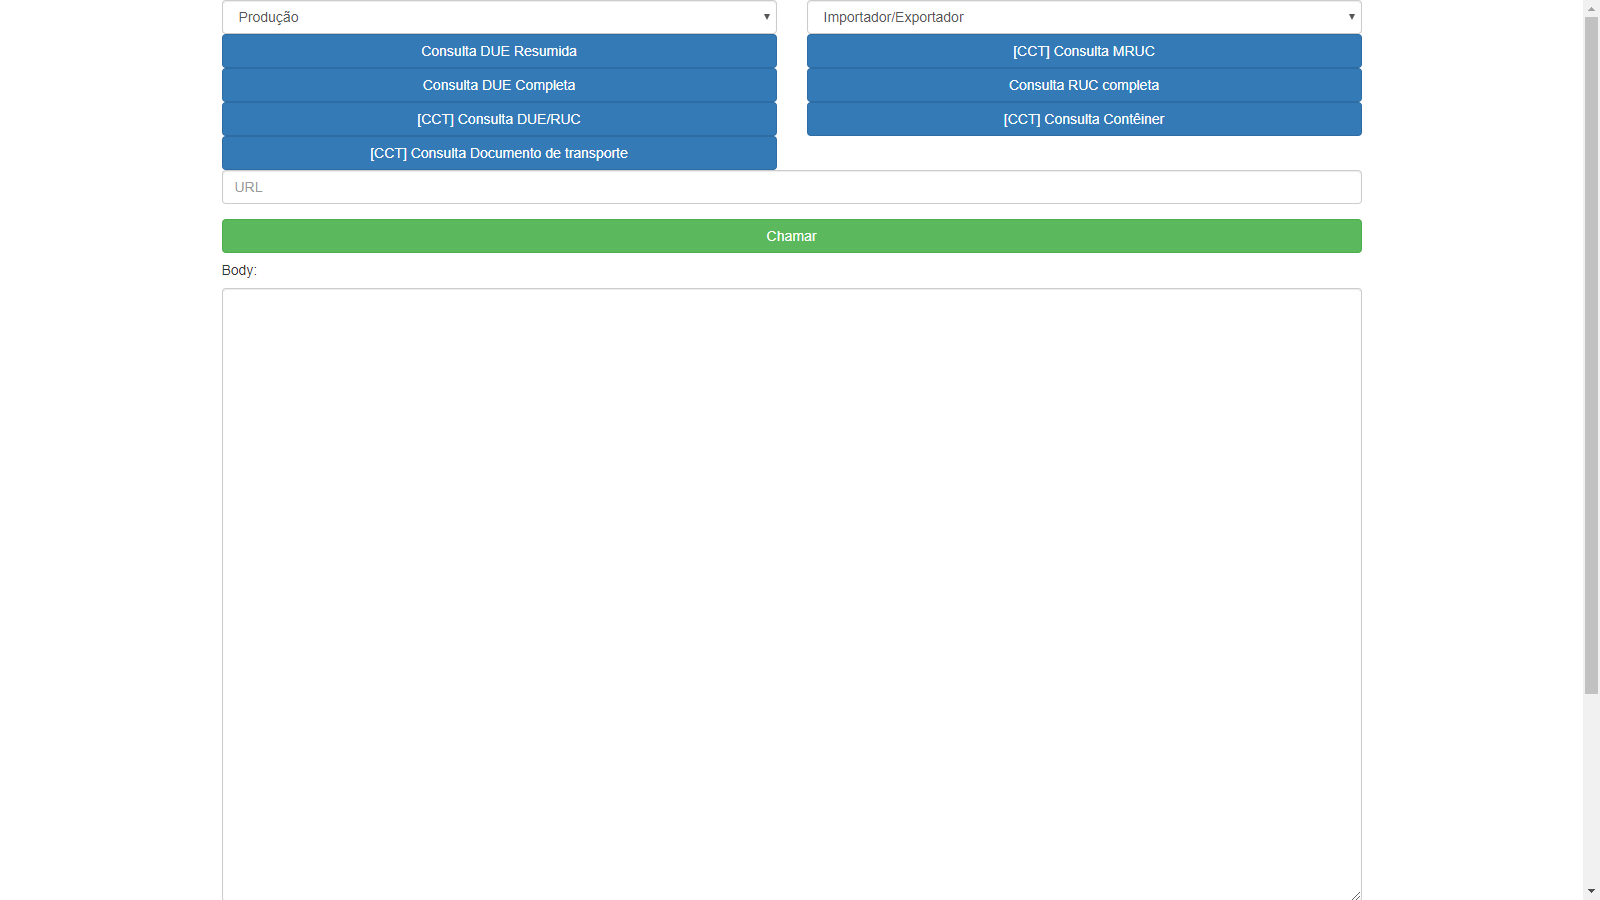 Produção
Importador/Exportador
Consulta DUE Resumida
[CCT] Consulta MRUC
Consulta DUE Completa
Consulta RUC completa
[CCT] Consulta DUE/RUC
[CCT] Consulta Contêiner
[CCT] Consulta Documento de transporte
URL
Chamar
Body: